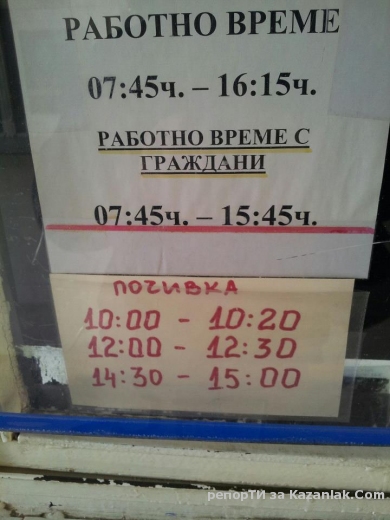 РАБОТНО ВРЕМЕ
07:45ч. – 16:15ч.
РАБОТНО ВРЕМЕ С
ГРАЖДАНИ
07:45ч. – 15:45ч.
ПОЧИВКА
10:00 - 10:20
12:00 - 12:30
14:30 - 15:00
репорТИ за Kazanlak.Com